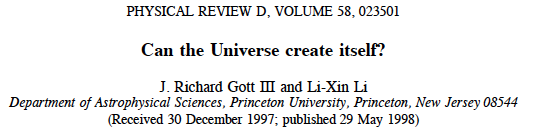 PHYSICAL REVIEW D, VOLUME 58, 023501
Can the Universe create itself?
J. Richard Gott III and Li-Xin Li
Department of Astrophysical Sciences, Princeton University, Princeton, New Jersey 08544
(Received 30 December 1997; published 29 May 1998)